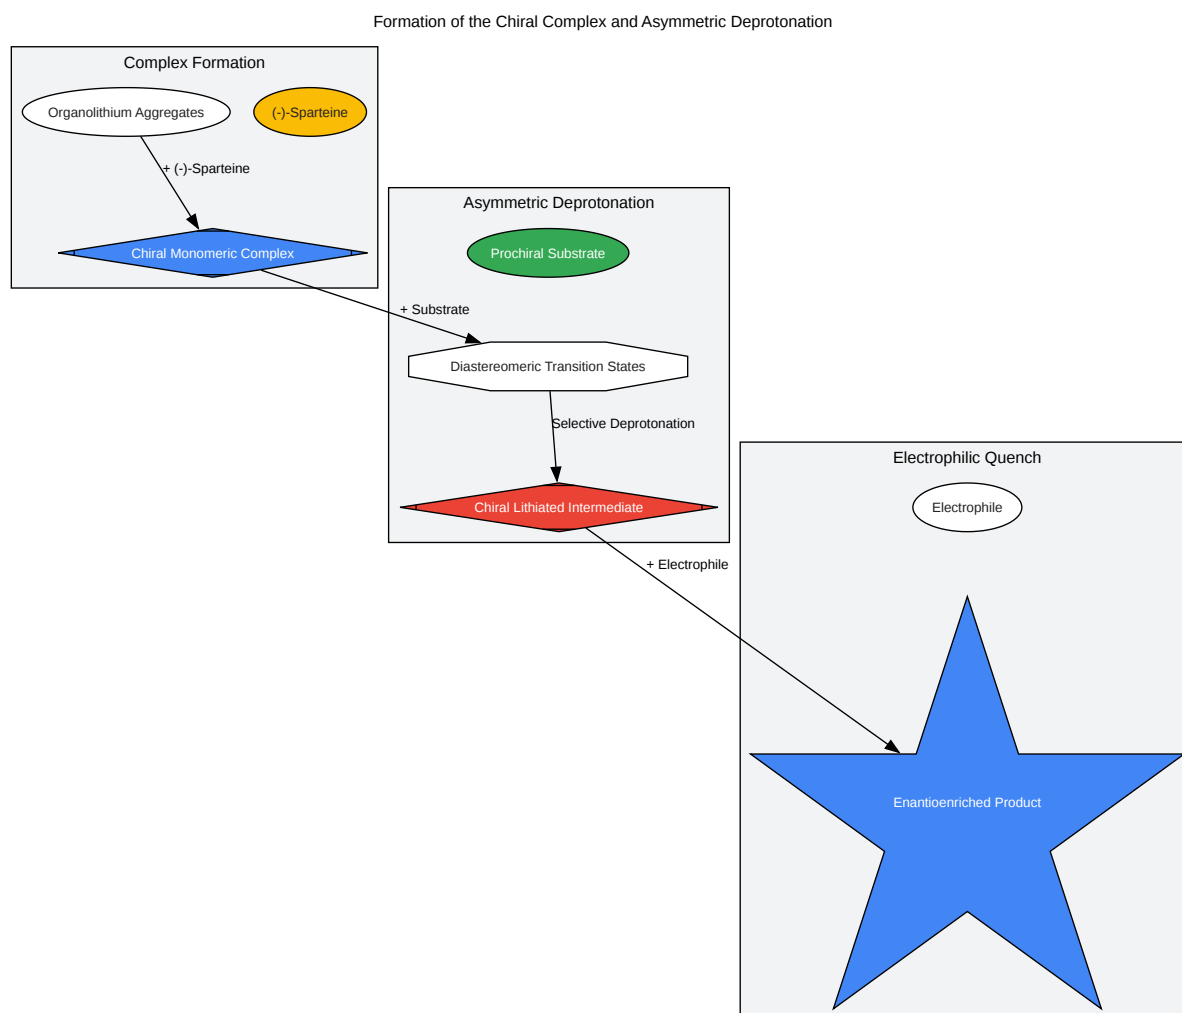 Formation of the Chiral Complex and Asymmetric Deprotonation
Complex Formation
Organolithium Aggregates
(-)-Sparteine
+ (-)-Sparteine
Chiral Monomeric Complex
Asymmetric Deprotonation
Prochiral Substrate
+ Substrate
Diastereomeric Transition States
Selective Deprotonation
Chiral Lithiated Intermediate
Electrophilic Quench
Electrophile
+ Electrophile
Enantioenriched Product